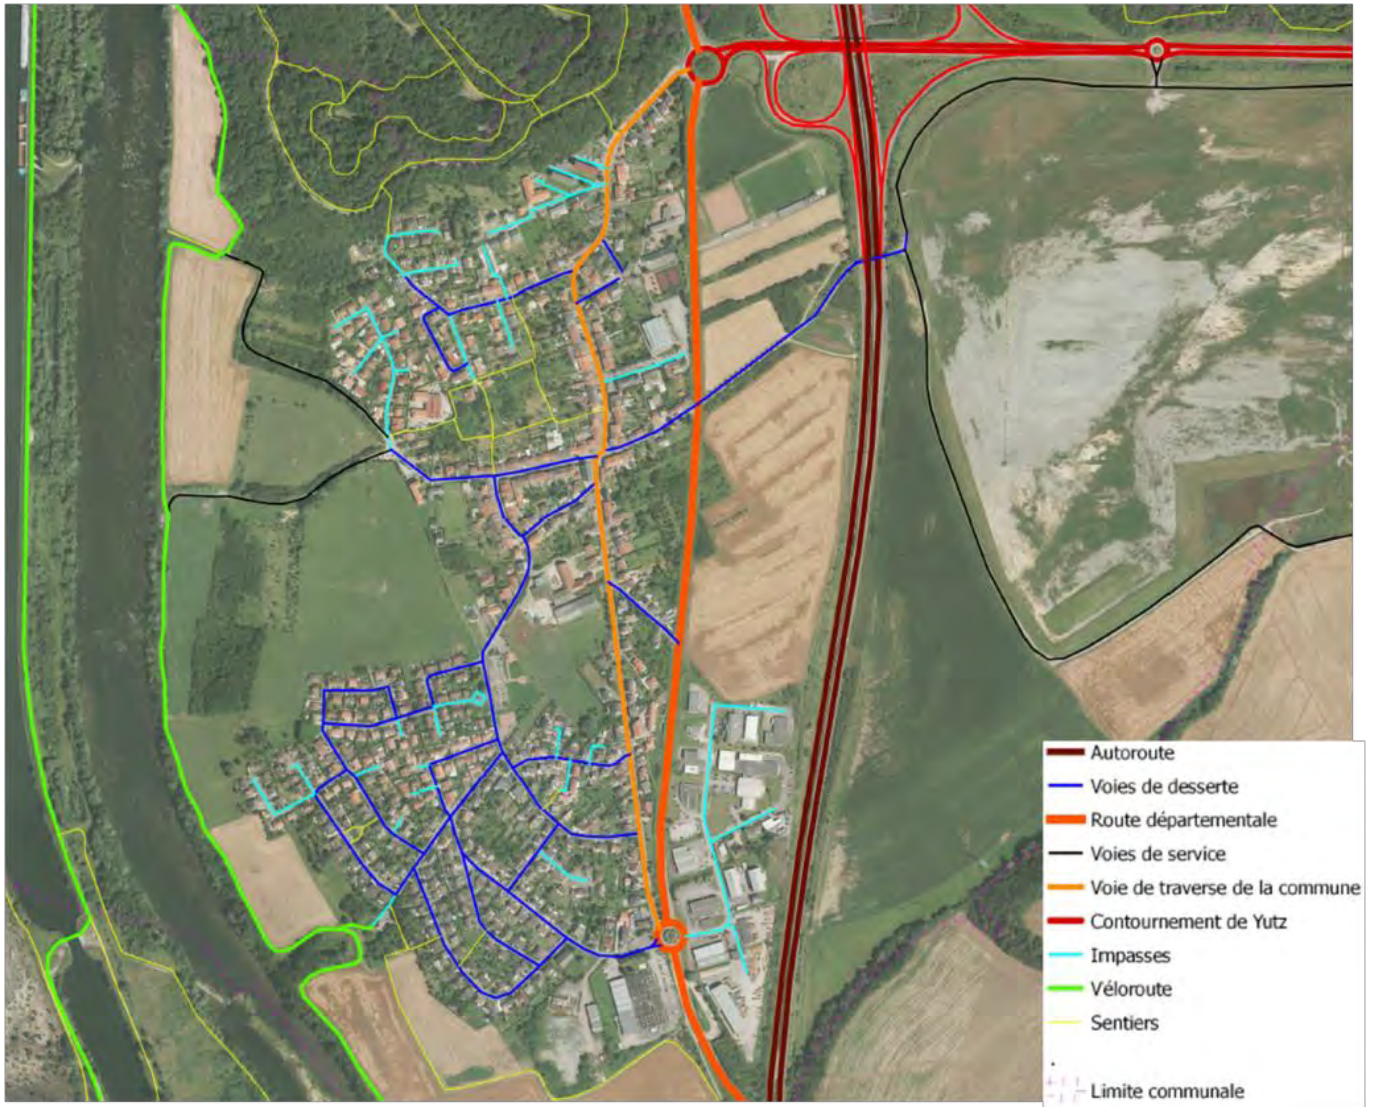 Autoroute
Voies de desserte
Route départementale
Voies de service
Voie de traverse de la commune
Contournement de Yutz
Impasses
Véloroute
Sentiers
Limite communale